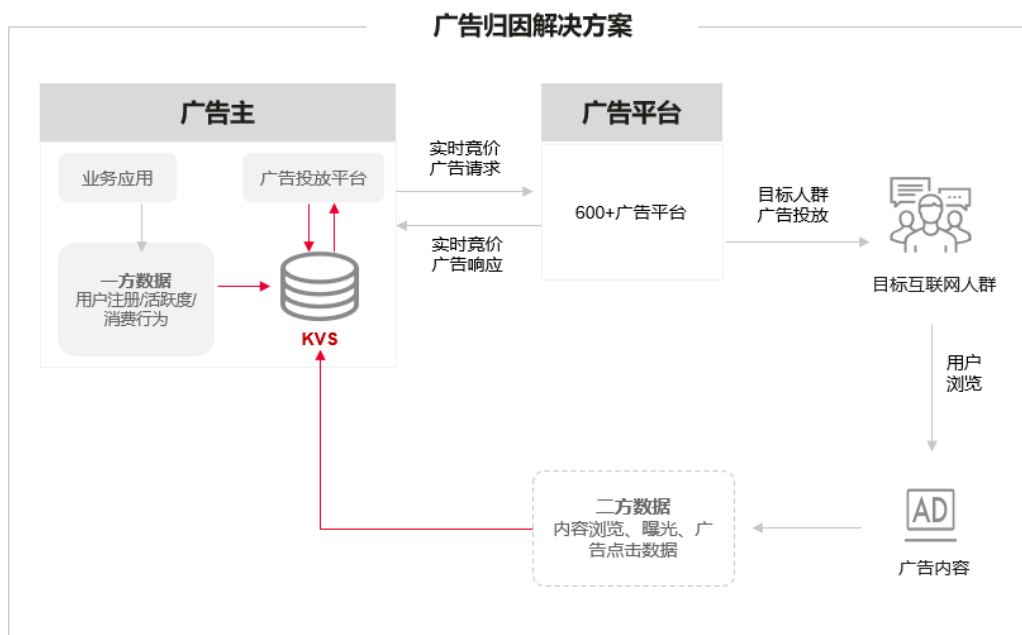 广告归因解决方案
广告主
广告平台
业务应用
广告投放平台
实时竞价
广告请求
600+广告平台
目标人群
广告投放
实时竞价
广告响应
一方数据
用户注册/活跃度/
消费行为
KVS
目标互联网人群
用户
浏览
二方数据
内容浏览、曝光、广
告点击数据
AD
广告内容